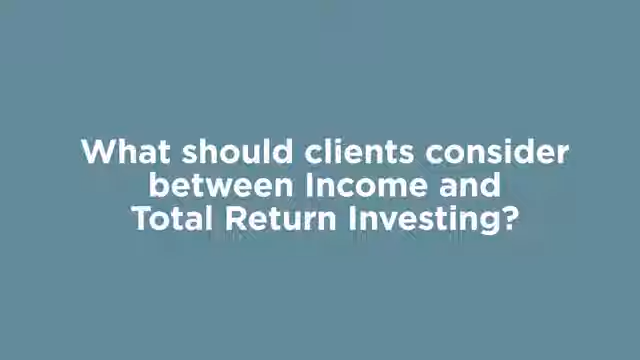 What should clients consider
between Income and
Total Return Investing?